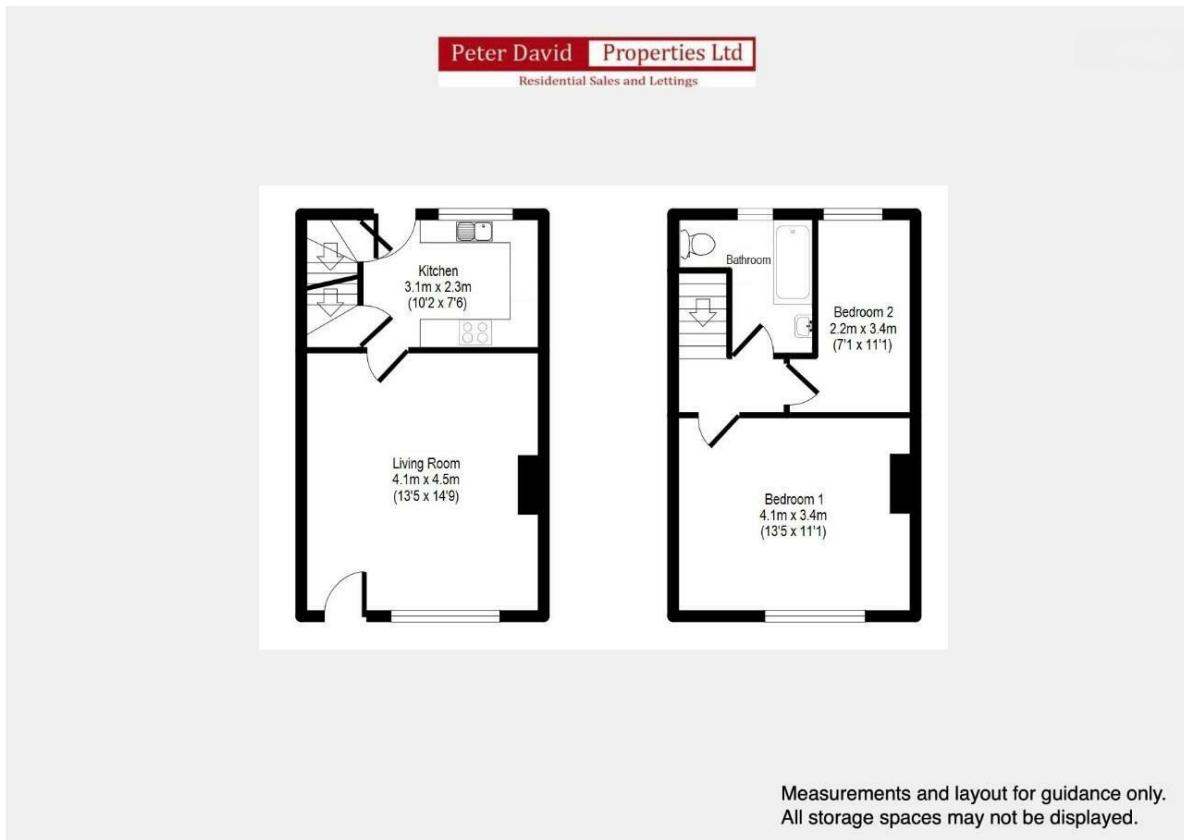 Peter David Properties Ltd
Residential Sales and Lettings
Kitchen
3.1m x 2.3m
(10'2 x 7'6)
Living Room
4.1m x 4.5m
(13'5 x 14'9)
Bathroom
Bedroom 2
2.2m x 3.4m
(7'1 x 11'1)
Bedroom 1
4.1m x 3.4m
(13'5 x 11'1)
Measurements and layout for guidance only.
All storage spaces may not be displayed.